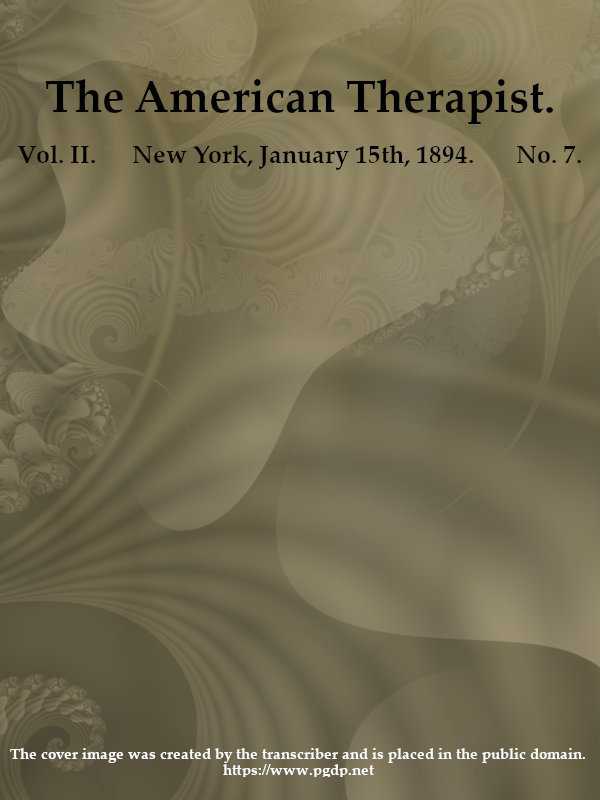 The American Therapist.
Vol. II. New York, January 15th, 1894. No. 7.
The cover image was created by the transcriber and is placed in the public domain.
https://www.pgdp.net